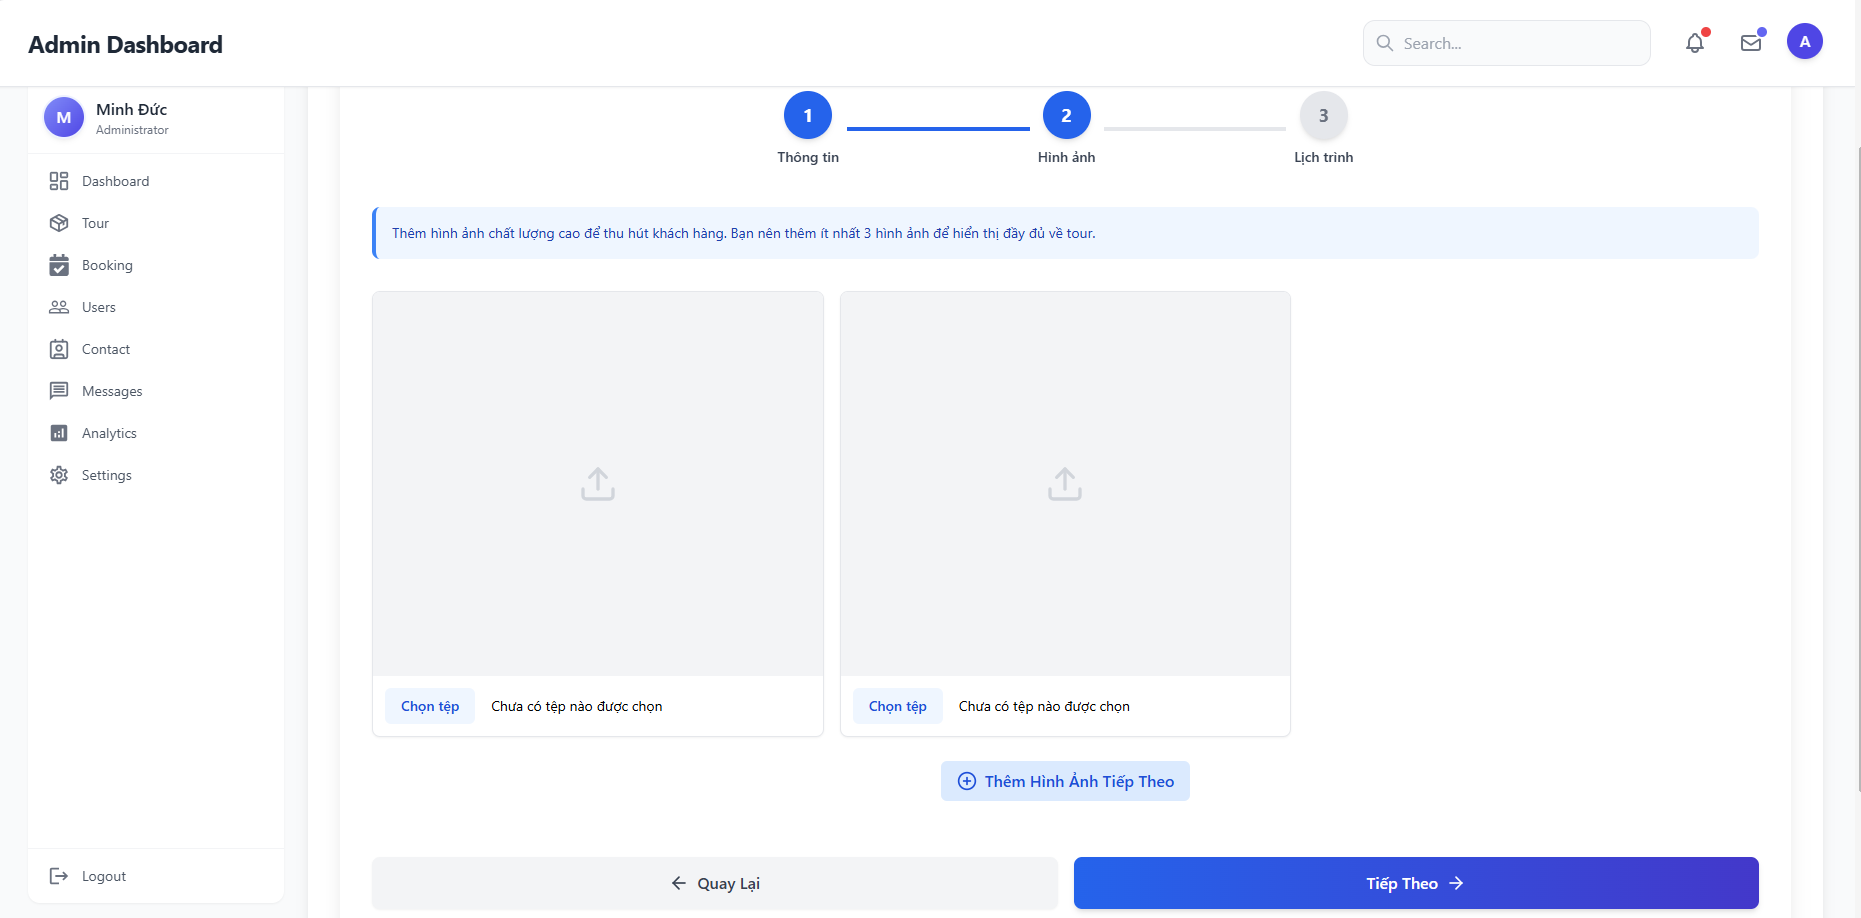 Admin Dashboard
Search...
A
M
Minh Đức
Administrator
Dashboard
Tour
Booking
Users
Contact
Messages
Analytics
Settings
Logout
1
2
3
Thông tin
Hình ảnh
Lịch trình
Thêm hình ảnh chất lượng cao để thu hút khách hàng. Bạn nên thêm ít nhất 3 hình ảnh để hiển thị đầy đủ về tour.
Chọn tệp Chưa có tệp nào được chọn
Chọn tệp Chưa có tệp nào được chọn
Thêm Hình Ảnh Tiếp Theo
Quay Lại
Tiếp Theo